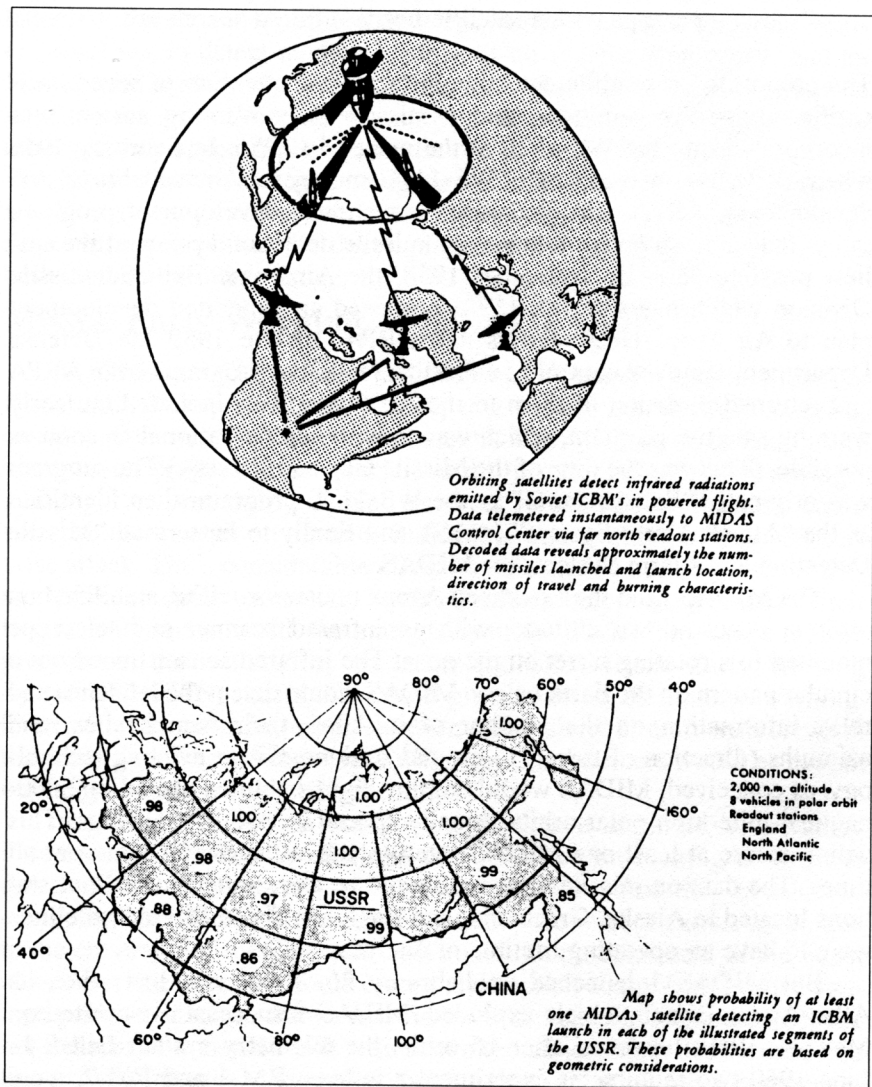 Orbiting satellites detect infrared radiations
emitted by Soviet ICBM's in powered flight.
Data telemetered instantaneously to MIDAS
Control Center via far north readout stations.
Decoded data reveals approximately the num-
ber of missiles launched and launch location,
direction of travel and burning characteris-
tics.
90°
80°
70°
60°
50°
40°
20°
.98
1.00
1.00
1.00
1.00
160°
CONDITIONS:
2,000 n.m. altitude
8 vehicles in polar orbit
Readout stations
England
North Atlantic
North Pacific
.98
1.00
.99
.85
.88
.97
USSR
.99
40°
.86
CHINA
60°
80°
100°
Map shows probability of at least
one MIDAs satellite detecting an ICBM
launch in each of the illustrated segments
of the USSR. These probabilities are based on
geometric considerations.